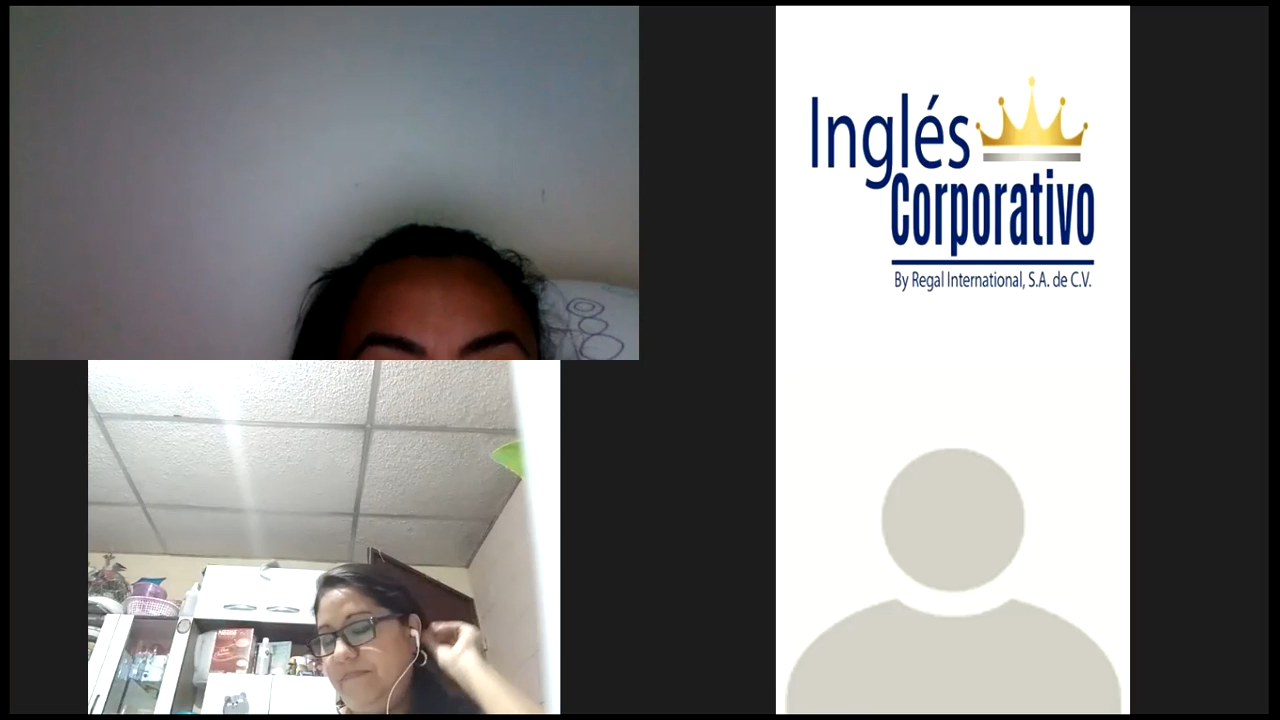 Inglés
Corporativo
By Regal International, S.A. de C.V.